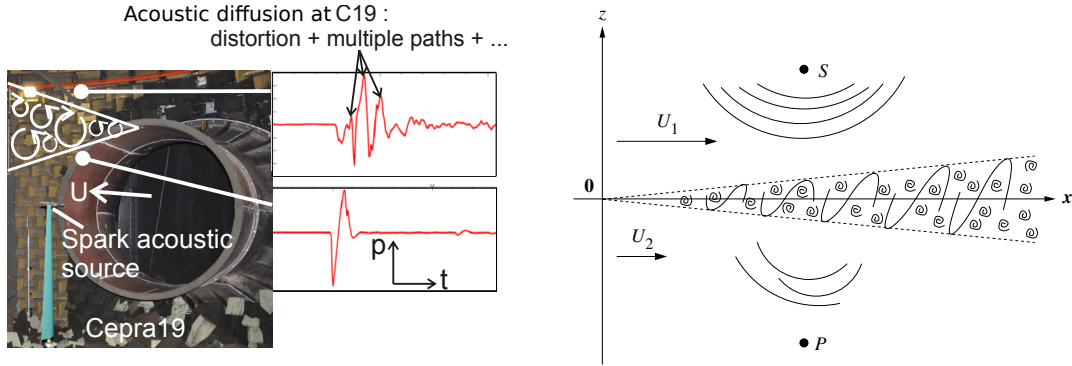 Acoustic diffusion at C19 :
distortion + multiple paths + ...
U
Spark acoustic
source
Cepra19
p
t
z
S
U1
0
x
U2
P